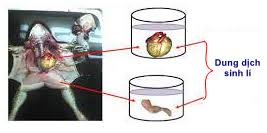 Dung dịch
sinh lí